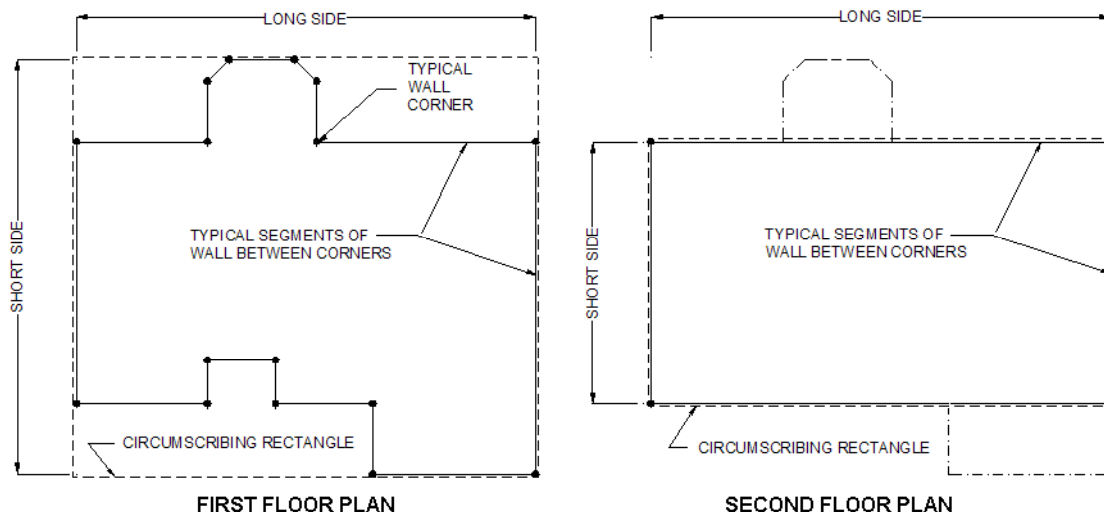 LONG SIDE
TYPICAL
WALL
CORNER
SHORT SIDE
TYPICAL SEGMENTS OF
WALL BETWEEN CORNERS
CIRCUMSCRIBING RECTANGLE
FIRST FLOOR PLAN
LONG SIDE
SHORT SIDE
TYPICAL SEGMENTS OF
WALL BETWEEN CORNERS
CIRCUMSCRIBING RECTANGLE
SECOND FLOOR PLAN